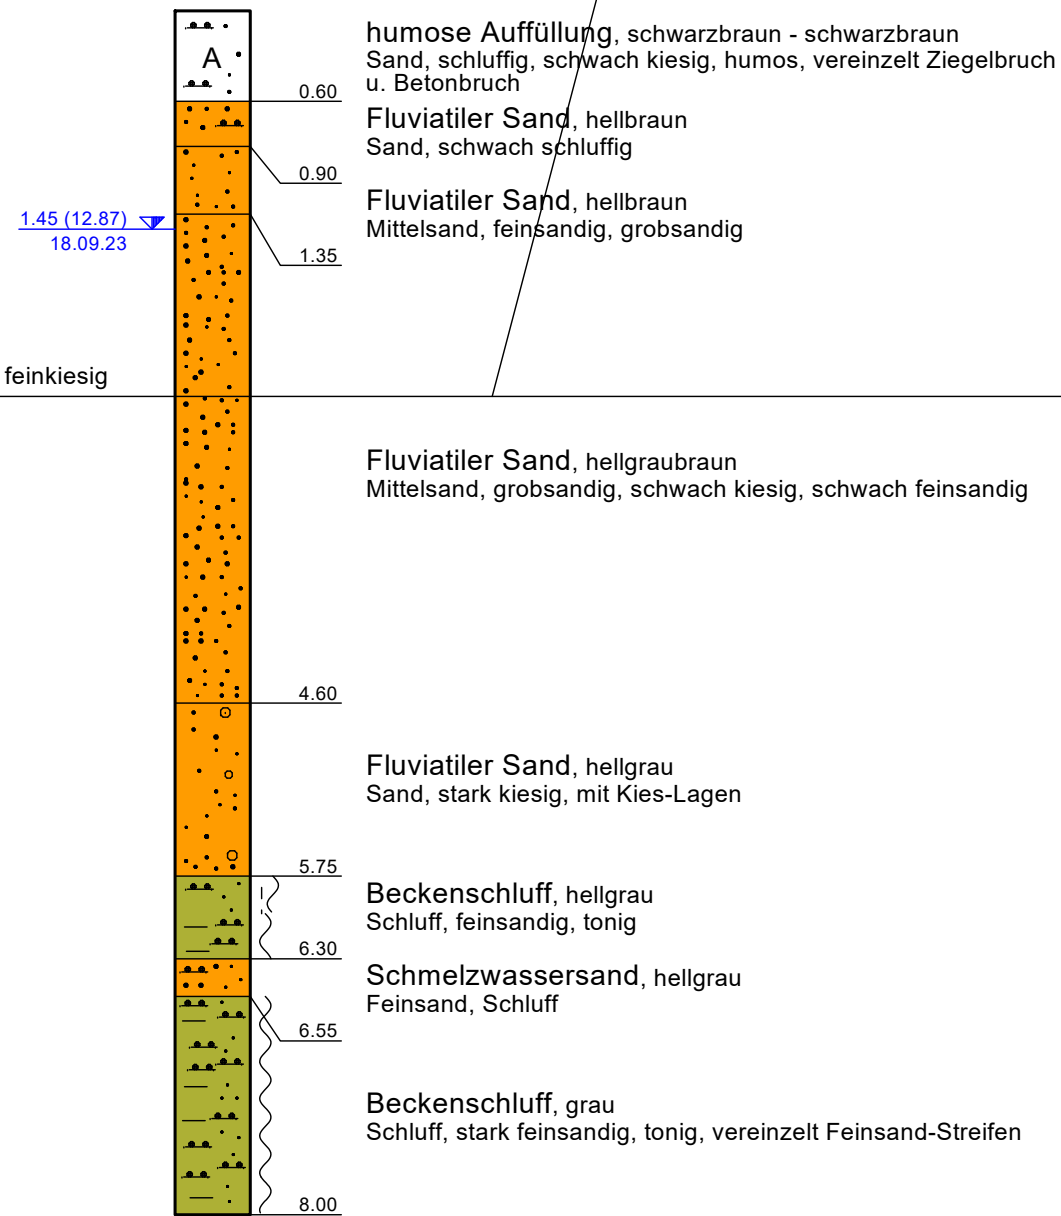 humose Auffüllung, schwarzbraun - schwarzbraun
Sand, schluffig, schwach kiesig, humos, vereinzelt Ziegelbruch
u. Betonbruch
A
0.60
Fluviatiler Sand, hellbraun
Sand, schwach schluffig
0.90
Fluviatiler Sand, hellbraun
Mittelsand, feinsandig, grobsandig
1.45 (12.87)
18.09.23
1.35
feinkiesig
Fluviatiler Sand, hellgraubraun
Mittelsand, grobsandig, schwach kiesig, schwach feinsandig
4.60
Fluviatiler Sand, hellgrau
Sand, stark kiesig, mit Kies-Lagen
5.75
Beckenschluff, hellgrau
Schluff, feinsandig, tonig
6.30
Schmelzwassersand, hellgrau
Feinsand, Schluff
6.55
Beckenschluff, grau
Schluff, stark feinsandig, tonig, vereinzelt Feinsand-Streifen
8.00